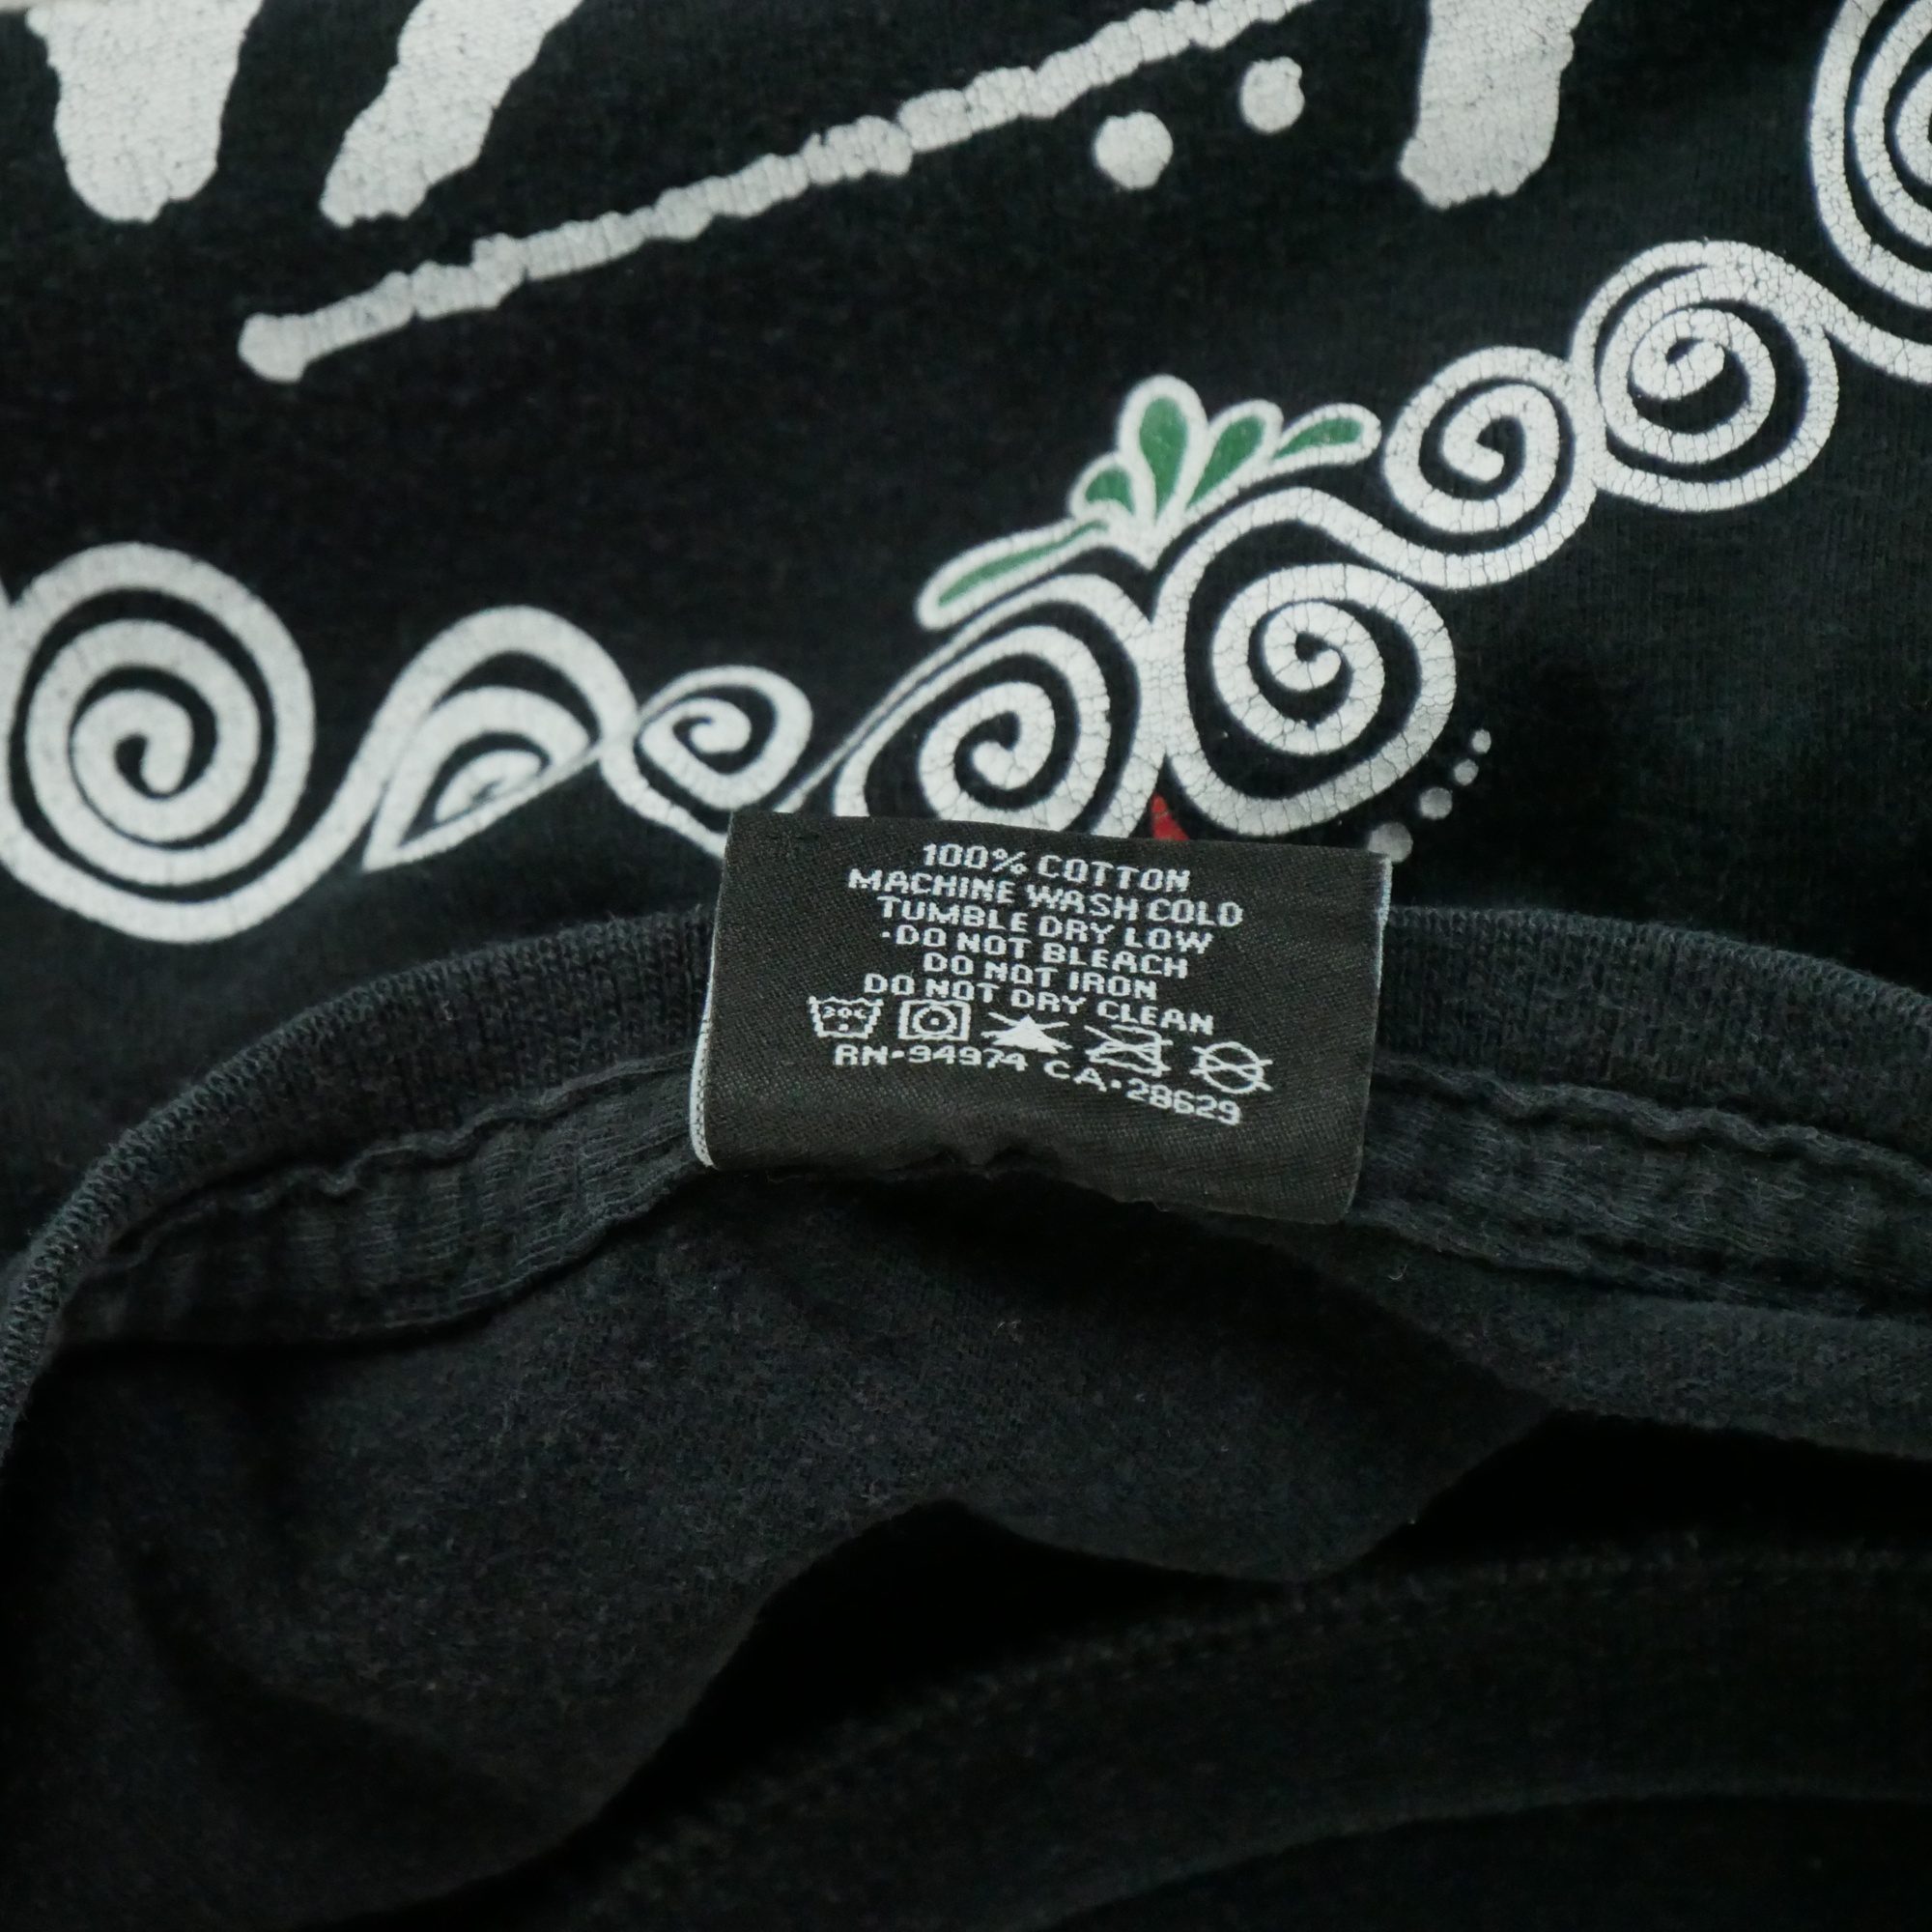 100% COTTON
MACHINE WASH COLD
TUMBLE DRY LOW
·DO NOT BLEACH
DO NOT IRON
DO NOT DRY CLEAN
30C
RN·94974 CA·28629